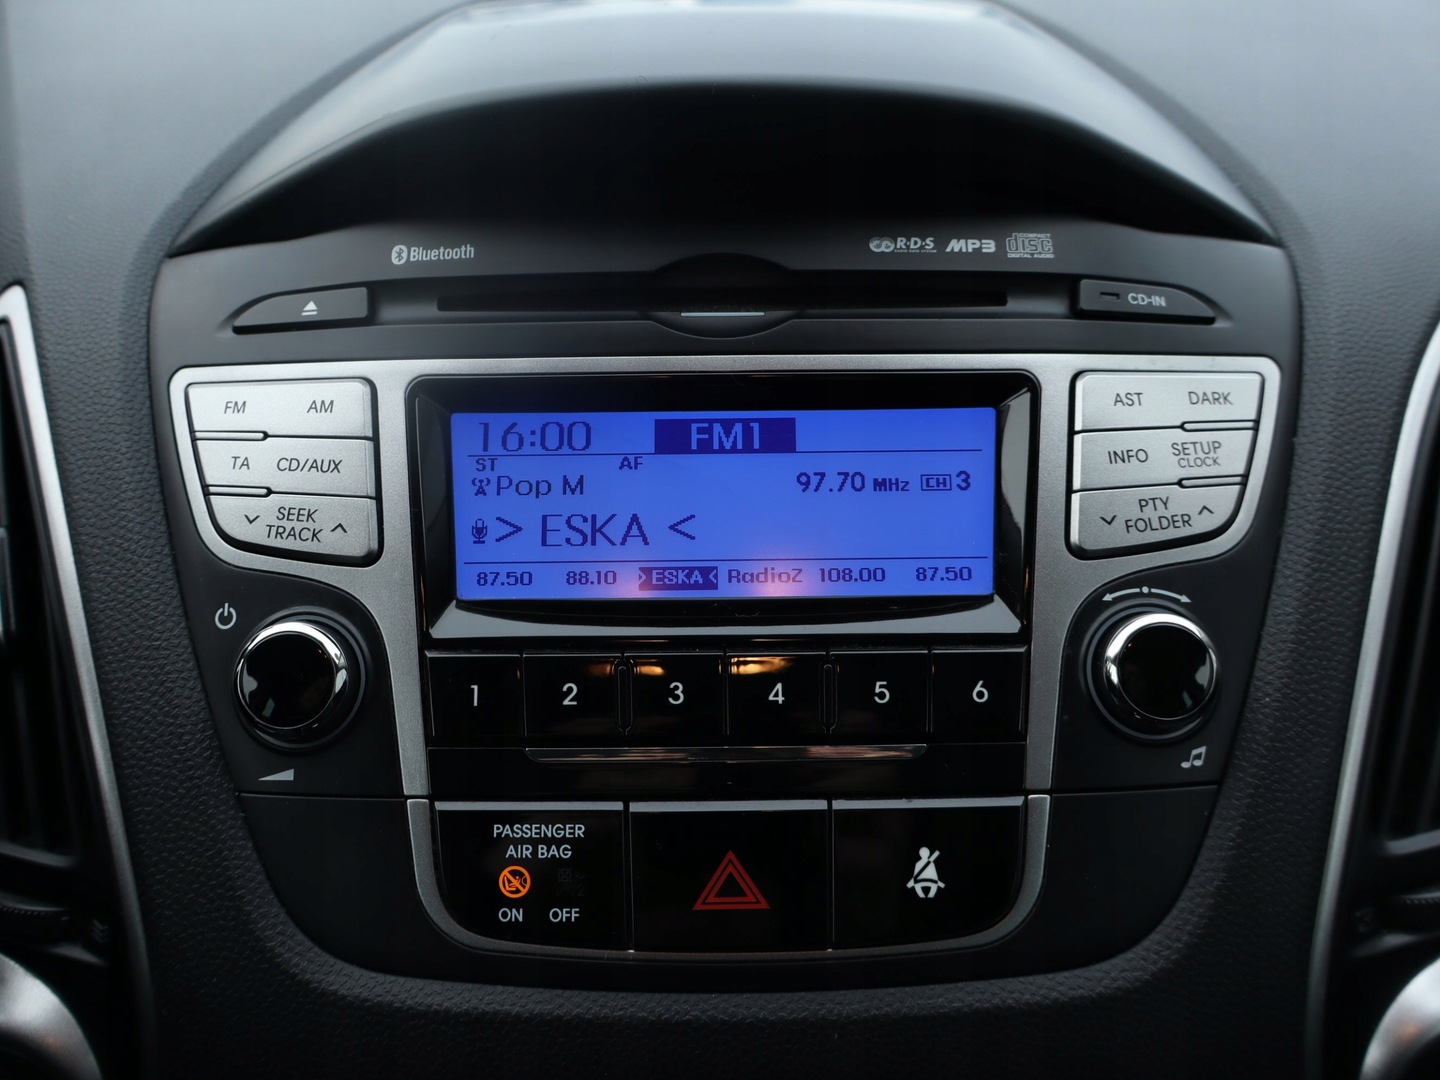 Bluetooth
R·D·S MP3 COMPACT disc DIGITAL AUDIO
CD-IN
FM AM
TA CD/AUX
SEEK
TRACK
AST DARK
INFO SETUP
CLOCK
PTY
FOLDER
16:00 FM1
ST AF
Pop M 97.70 MHz CH 3
> ESKA <
87.50 88.10 >ESKA< RadioZ 108.00 87.50
1 2 3 4 5 6
PASSENGER
AIR BAG
ON OFF